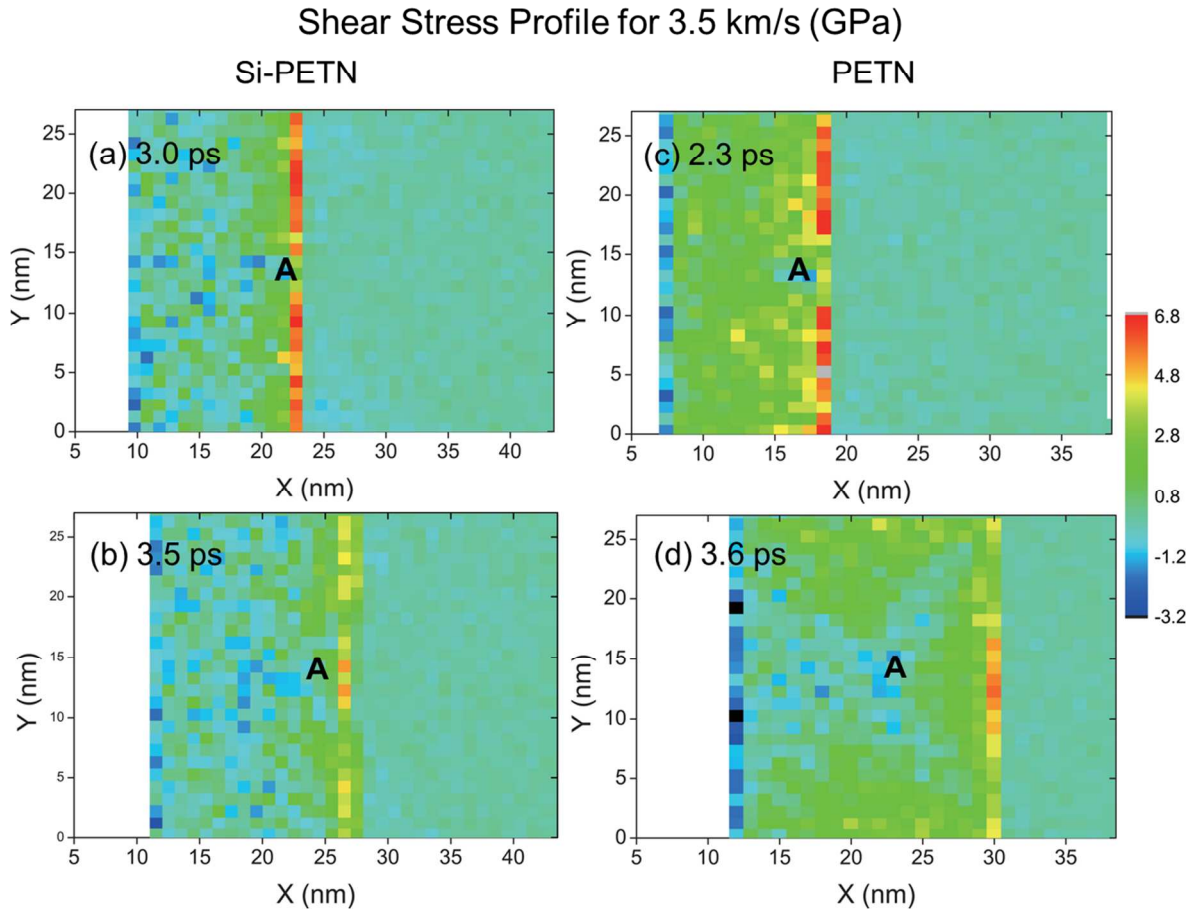 Shear Stress Profile for 3.5 km/s (GPa)
Si-PETN
PETN
(a) 3.0 ps
25
20
15
10
5
0
Y (nm)
A
5 10 15 20 25 30 35 40
X (nm)
(c) 2.3 ps
25
20
15
10
5
0
Y (nm)
A
5 10 15 20 25 30 35
X (nm)
6.8
4.8
2.8
0.8
-1.2
-3.2
(b) 3.5 ps
25
20
15
10
5
0
Y (nm)
A
5 10 15 20 25 30 35 40
X (nm)
(d) 3.6 ps
25
20
15
10
5
0
Y (nm)
A
5 10 15 20 25 30 35
X (nm)